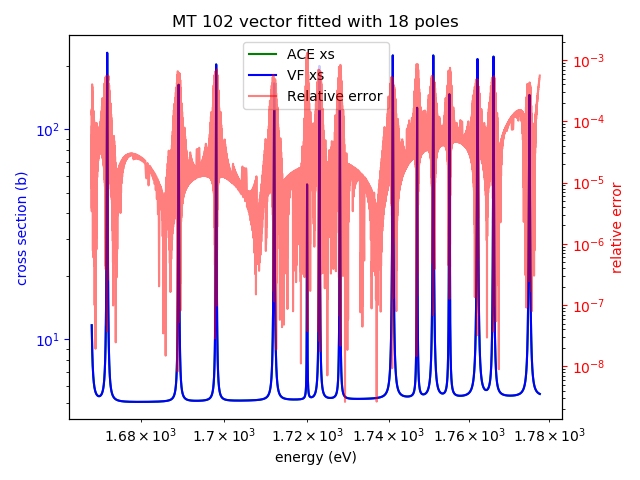 MT 102 vector fitted with 18 poles
ACE xs
VF xs
Relative error
10²
10¹
cross section (b)
10⁻³
10⁻⁴
10⁻⁵
10⁻⁶
10⁻⁷
10⁻⁸
relative error
1.68 × 10³ 1.7 × 10³ 1.72 × 10³ 1.74 × 10³ 1.76 × 10³ 1.78 × 10³
energy (eV)